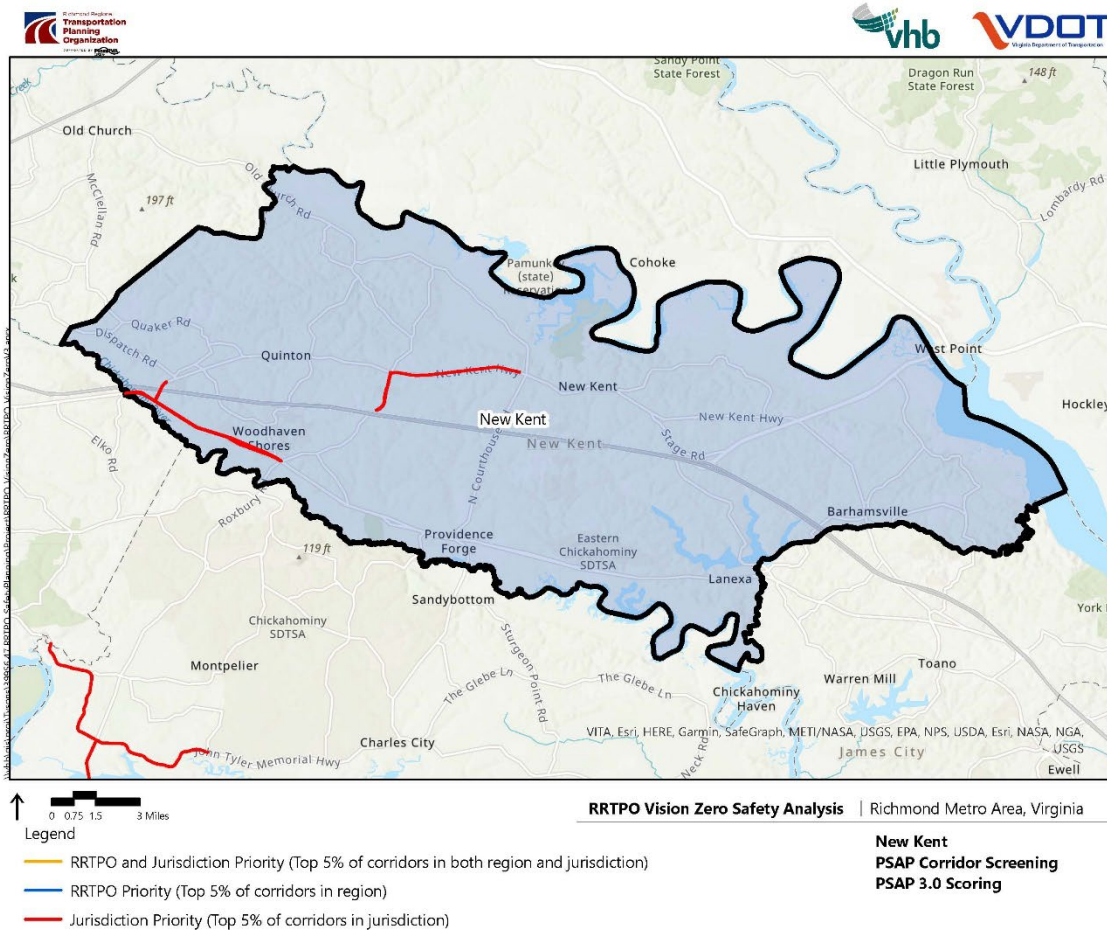 Richmond Regional
Transportation
Planning
Organization
vhb
VDOT
Virginia Department of Transportation
Creek
Old Church
McClellan Rd
197 ft
Old Church Rd
Sandy Point
State Forest
Dragon Run
State Forest
148 ft
Little Plymouth
Lombardy Rd
Pamunkey
(state)
Reservation
Cohoke
Quaker Rd
Dispatch Rd
Quinton
New Kent Hwy
New Kent
West Point
Hockley
New Kent Hwy
New Kent
New Kent
Stage Rd
Woodhaven
Shores
Elko Rd
N Courthouse
Roxbury
Barhamsville
Providence
Forge
Eastern
Chickahominy
SDTSA
119 ft
Lanexa
Sandybottom
York
Chickahominy
SDTSA
Sturgeon Point Rd
Montpelier
The Glebe Ln
The Glebe Ln
Toano
Warren Mill
Chickahominy
Haven
John Tyler Memorial Hwy
Charles City
Neck Rd
VITA, Esri, HERE, Garmin, SafeGraph, METI/NASA, USGS, EPA, NPS, USDA, Esri, NASA, NGA,
USGS
James City
Ewell
0 0.75 1.5 3 Miles
RRTPO Vision Zero Safety Analysis | Richmond Metro Area, Virginia
Legend
RRTPO and Jurisdiction Priority (Top 5% of corridors in both region and jurisdiction)
RRTPO Priority (Top 5% of corridors in region)
Jurisdiction Priority (Top 5% of corridors in jurisdiction)
New Kent
PSAP Corridor Screening
PSAP 3.0 Scoring